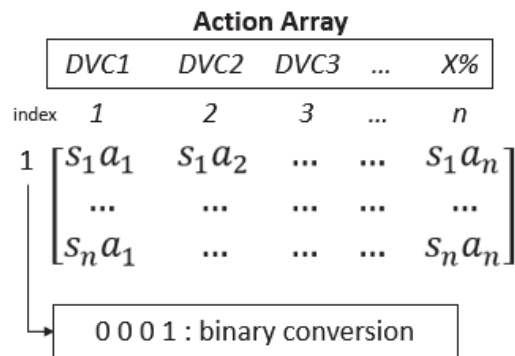 Action Array
DVC1 DVC2 DVC3 ... X%
index 1 2 3 ... n
1 s₁a₁ s₁a₂ ... ... s₁aₙ
... ... ... ... ...
sₙa₁ ... ... ... sₙaₙ
0 0 0 1 : binary conversion